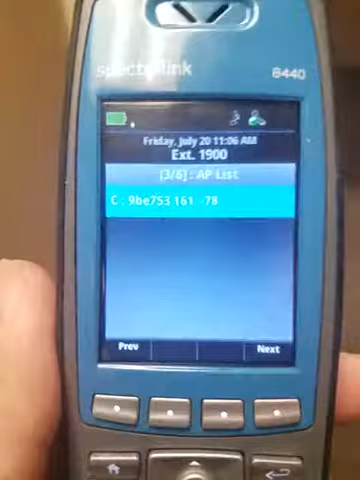 spectralink
8440
Friday, July 20 11:06 AM
Ext. 1900
[3/6] : AP List
C : 9be753 161 -78
Prev
Next